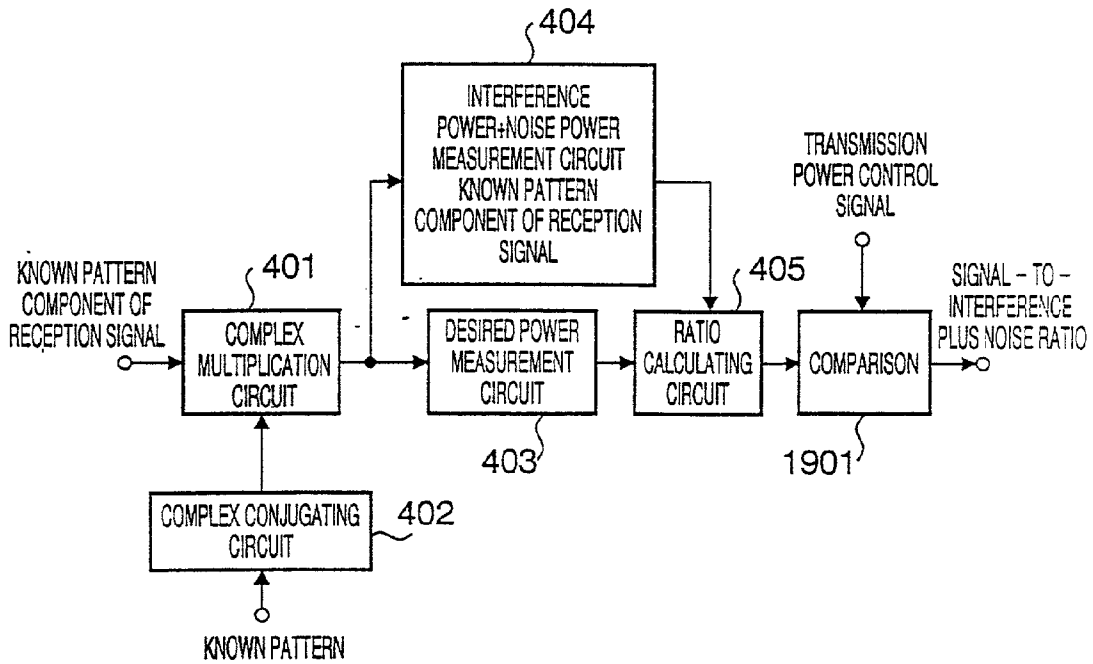 404
INTERFERENCE
POWER+NOISE POWER
MEASUREMENT CIRCUIT
KNOWN PATTERN
COMPONENT OF RECEPTION
SIGNAL
TRANSMISSION
POWER CONTROL
SIGNAL
KNOWN PATTERN
COMPONENT OF
RECEPTION SIGNAL
401
COMPLEX
MULTIPLICATION
CIRCUIT
DESIRED POWER
MEASUREMENT
CIRCUIT
403
405
RATIO
CALCULATING
CIRCUIT
COMPARISON
1901
SIGNAL - TO -
INTERFERENCE
PLUS NOISE RATIO
COMPLEX CONJUGATING
CIRCUIT
402
KNOWN PATTERN